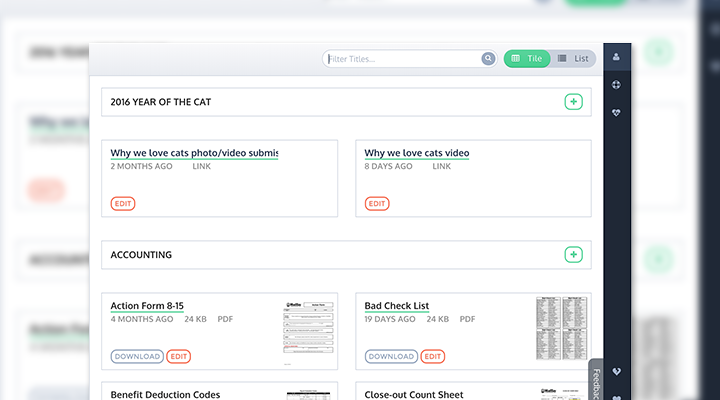 Filter Titles...
Tile
List
2016 YEAR OF THE CAT
Why we love cats photo/video submis
2 MONTHS AGO LINK
EDIT
Why we love cats video
8 DAYS AGO LINK
EDIT
ACCOUNTING
Action Form 8-15
4 MONTHS AGO 24 KB PDF
DOWNLOAD EDIT
Bad Check List
19 DAYS AGO 24 KB PDF
DOWNLOAD EDIT
Feedbac
Benefit Deduction Codes
Close-out Count Sheet